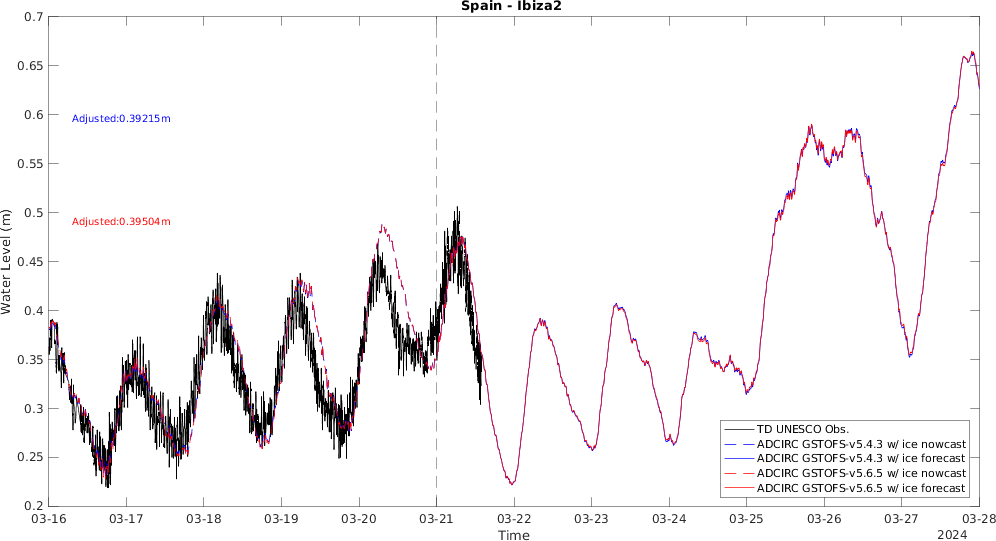 Spain - Ibiza2
0.7
0.65
0.6
0.55
0.5
0.45
0.4
0.35
0.3
0.25
0.2
Water Level (m)
Adjusted:0.39215m
Adjusted:0.39504m
TD UNESCO Obs.
ADCIRC GSTOFS-v5.4.3 w/ ice nowcast
ADCIRC GSTOFS-v5.4.3 w/ ice forecast
ADCIRC GSTOFS-v5.6.5 w/ ice nowcast
ADCIRC GSTOFS-v5.6.5 w/ ice forecast
03-16 03-17 03-18 03-19 03-20 03-21 03-22 03-23 03-24 03-25 03-26 03-27 03-28
Time
2024